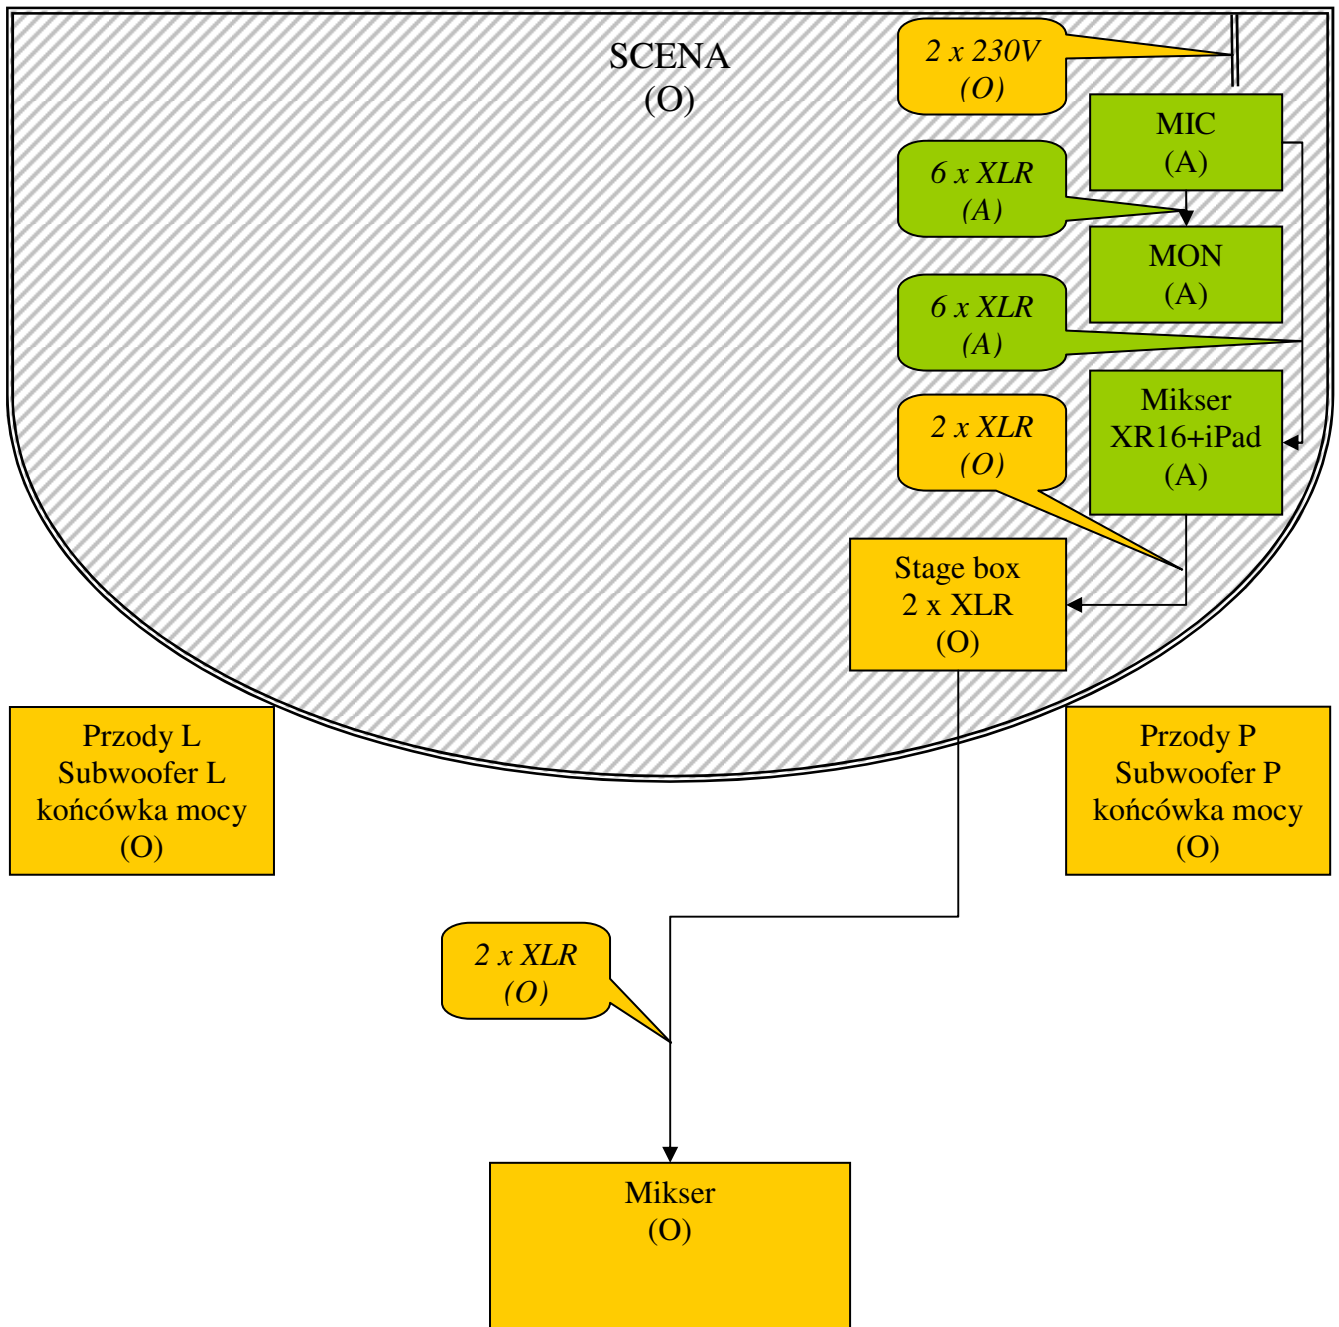 SCENA
(O)
2 x 230V
(O)
MIC
(A)
6 x XLR
(A)
MON
(A)
6 x XLR
(A)
Mikser
XR16+iPad
(A)
2 x XLR
(O)
Stage box
2 x XLR
(O)
Przody L
Subwoofer L
końcówka mocy
(O)
Przody P
Subwoofer P
końcówka mocy
(O)
2 x XLR
(O)
Mikser
(O)